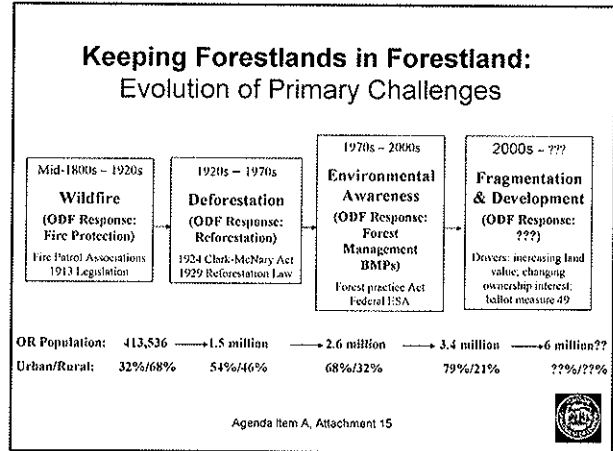 Keeping Forestlands in Forestland:
Evolution of Primary Challenges
Mid-1800s – 1920s
Wildfire
(ODF Response:
Fire Protection)
Fire Patrol Associations
1913 Legislation
1920s – 1970s
Deforestation
(ODF Response:
Reforestation)
1924 Clark-McNary Act
1929 Reforestation Law
1970s – 2000s
Environmental
Awareness
(ODF Response:
Forest
Management
BMPs)
Forest practice Act
Federal ESA
2000s – ???
Fragmentation
& Development
(ODF Response:
???)
Drivers: increasing land
value; changing
ownership interest;
ballot measure 49
OR Population: 413,536 1.5 million 2.6 million 3.4 million 6 million??
Urban/Rural: 32%/68% 54%/46% 68%/32% 79%/21% ??%/??%
Agenda Item A, Attachment 15